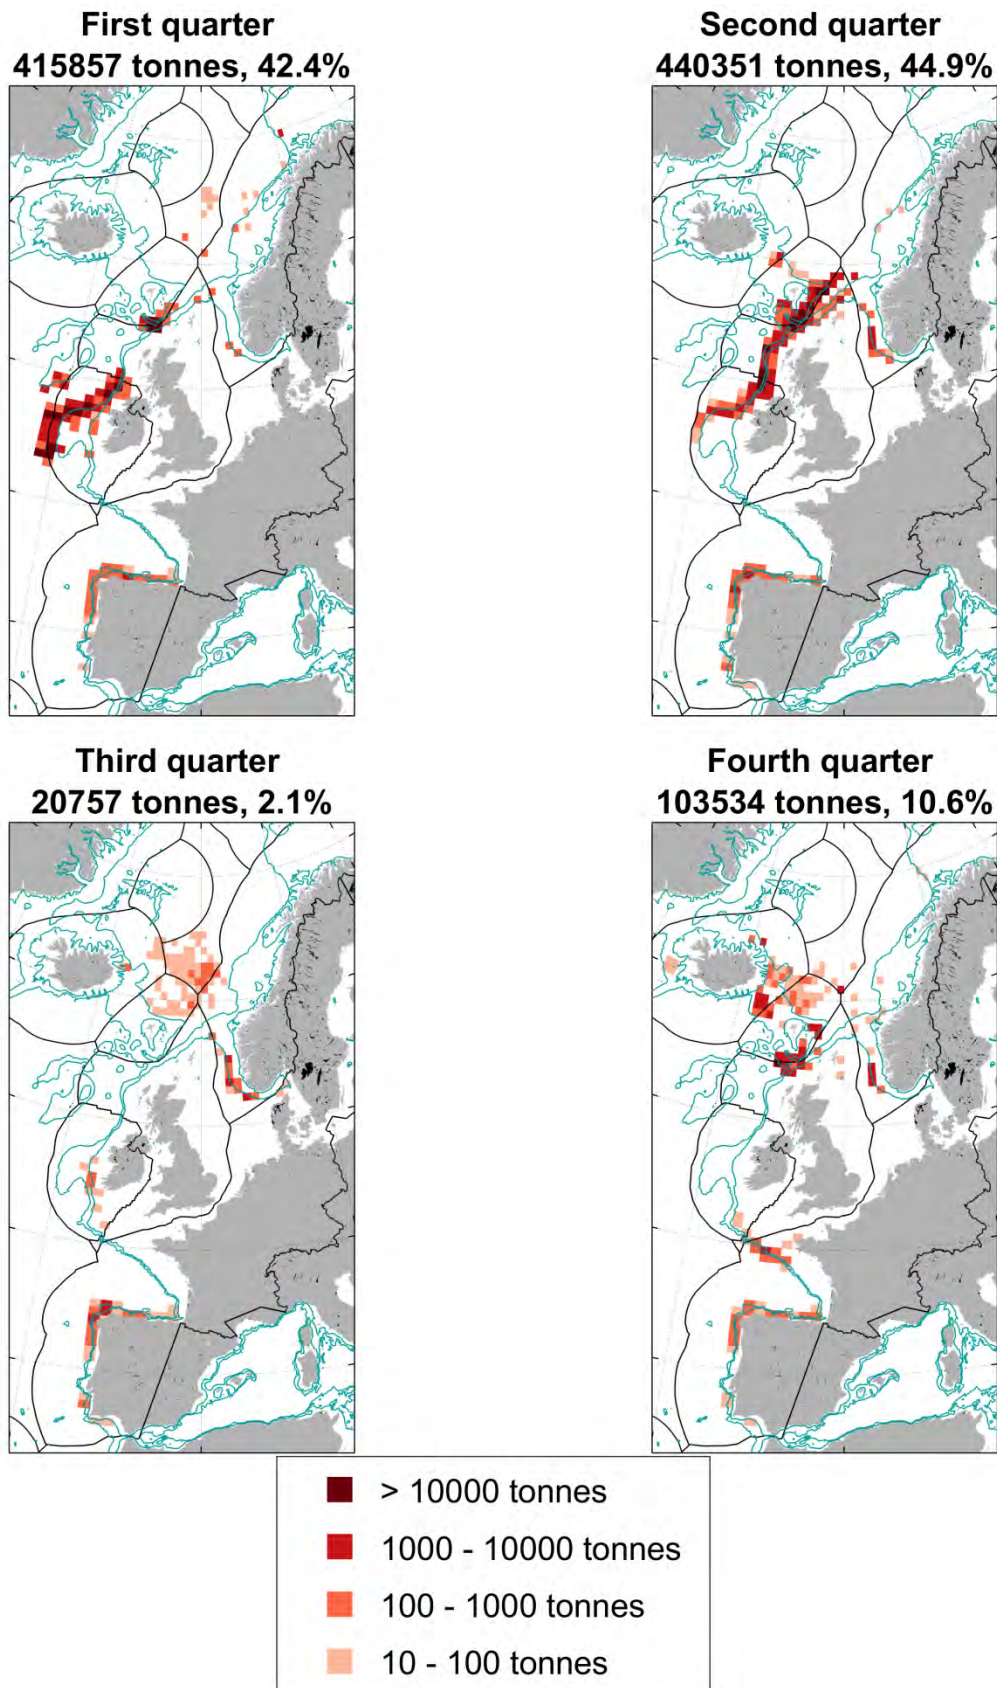 First quarter
415857 tonnes, 42.4%
Second quarter
440351 tonnes, 44.9%
Third quarter
20757 tonnes, 2.1%
Fourth quarter
103534 tonnes, 10.6%
> 10000 tonnes
1000 - 10000 tonnes
100 - 1000 tonnes
10 - 100 tonnes